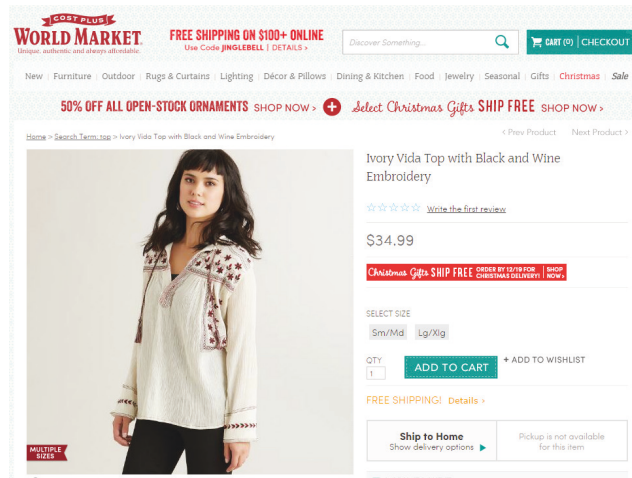 COST PLUS
WORLD MARKET.
Unique, authentic and always affordable.
FREE SHIPPING ON $100+ ONLINE
Use Code JINGLEBELL | DETAILS >
Discover Something...
CART (0) | CHECKOUT
New | Furniture | Outdoor | Rugs & Curtains | Lighting | Décor & Pillows | Dining & Kitchen | Food | Jewelry | Seasonal | Gifts | Christmas | Sale
50% OFF ALL OPEN-STOCK ORNAMENTS SHOP NOW > + Select Christmas Gifts SHIP FREE SHOP NOW >
Home > Search Term: top > Ivory Vida Top with Black and Wine Embroidery
< Prev Product Next Product >
Ivory Vida Top with Black and Wine
Embroidery
Write the first review
$34.99
Christmas Gifts SHIP FREE ORDER BY 12/19 FOR CHRISTMAS DELIVERY! SHOP NOW >
SELECT SIZE
Sm/Md Lg/Xlg
QTY
1
ADD TO CART
+ ADD TO WISHLIST
FREE SHIPPING! Details >
Ship to Home
Show delivery options
Pickup is not available
for this item
MULTIPLE
SIZES